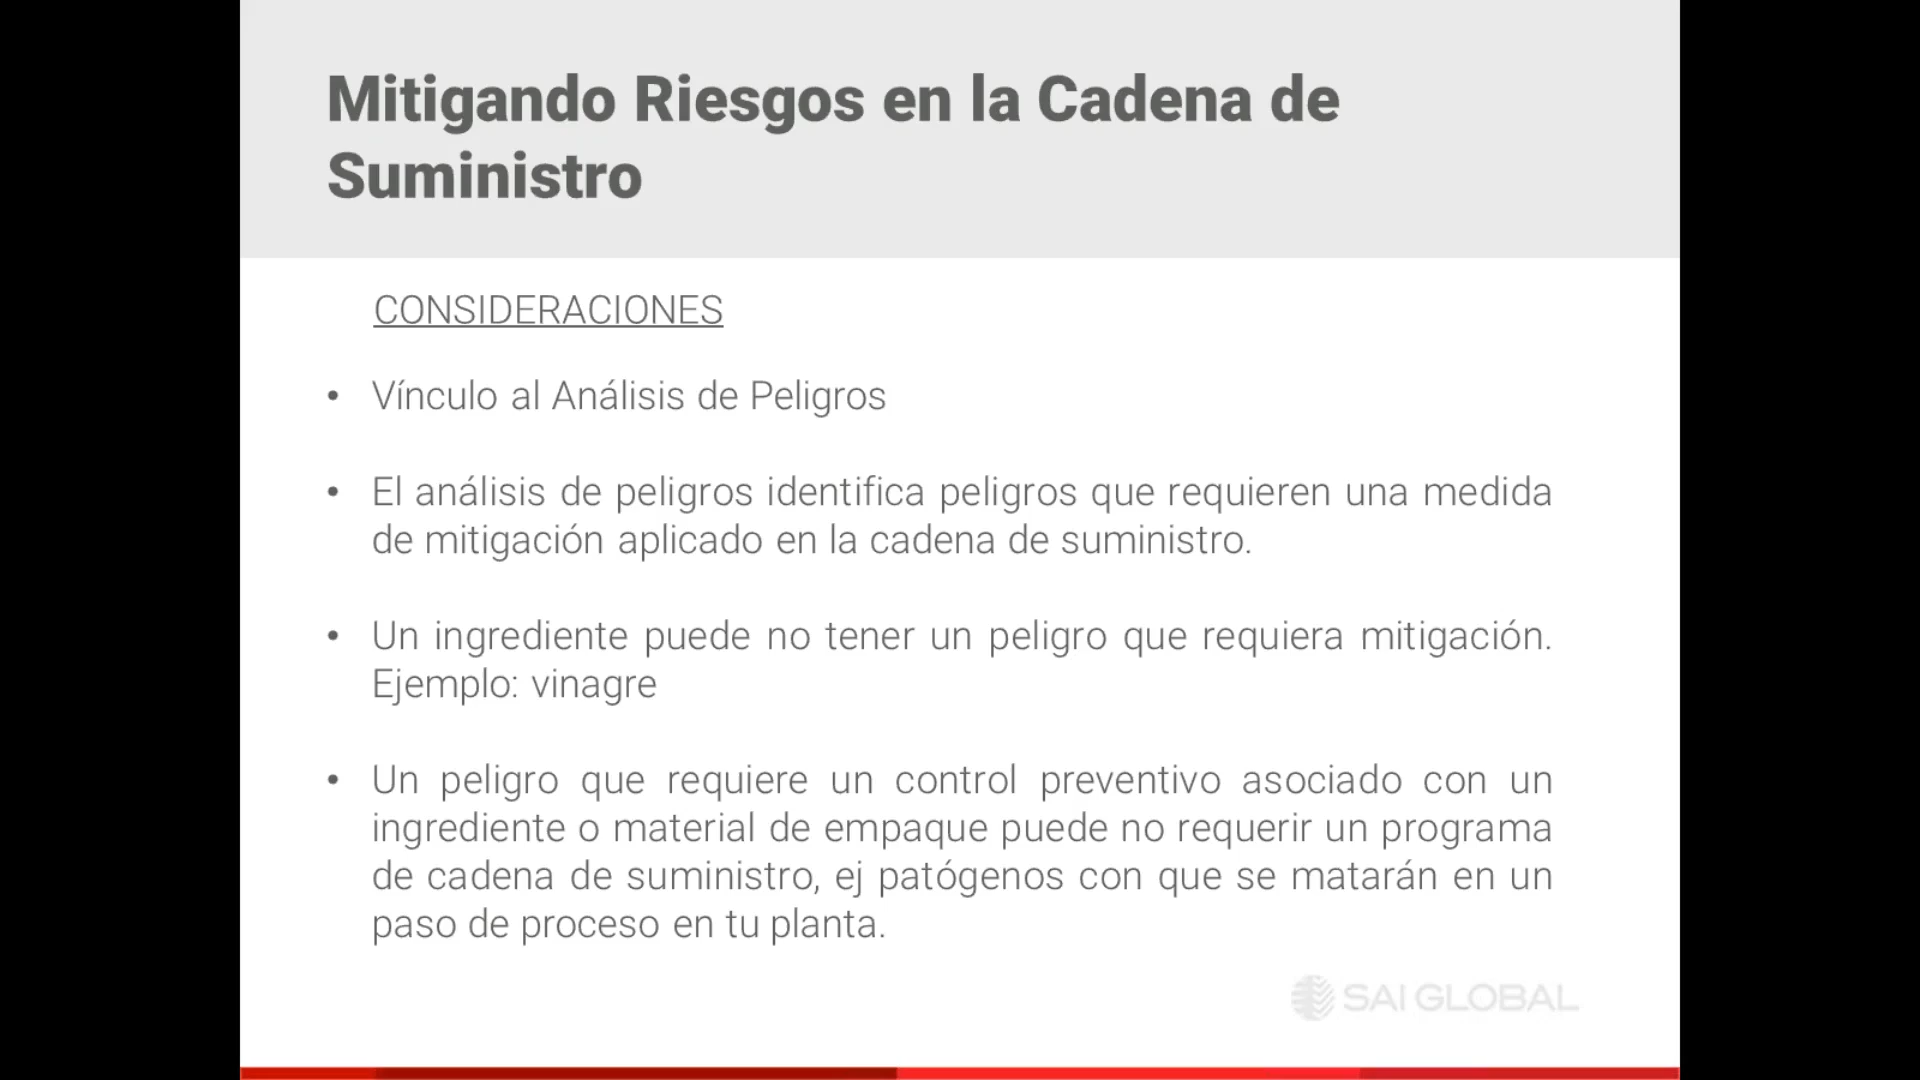 Mitigando Riesgos en la Cadena de
Suministro
CONSIDERACIONES
• Vínculo al Análisis de Peligros
• El análisis de peligros identifica peligros que requieren una medida
de mitigación aplicado en la cadena de suministro.
• Un ingrediente puede no tener un peligro que requiera mitigación.
Ejemplo: vinagre
• Un peligro que requiere un control preventivo asociado con un
ingrediente o material de empaque puede no requerir un programa
de cadena de suministro, ej patógenos con que se matarán en un
paso de proceso en tu planta.
SAI GLOBAL